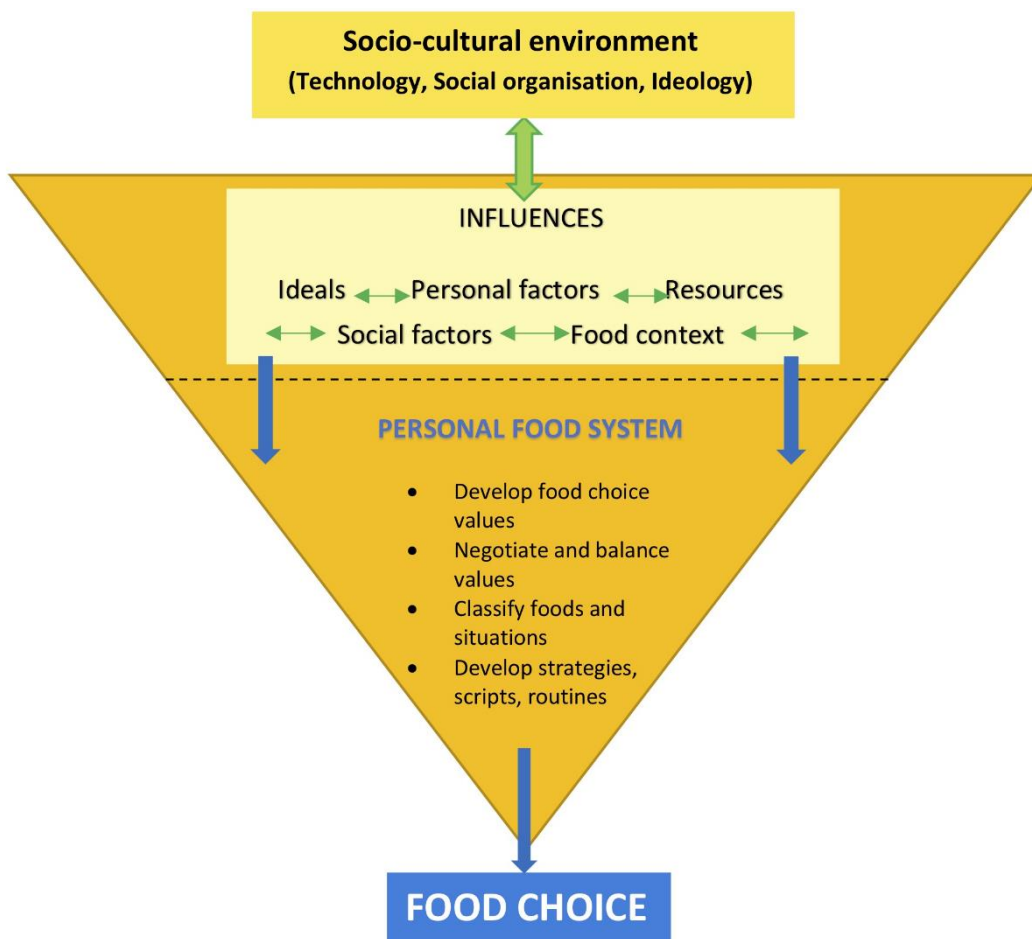 Socio-cultural environment
(Technology, Social organisation, Ideology)
INFLUENCES
Ideals Personal factors Resources
Social factors Food context
PERSONAL FOOD SYSTEM
• Develop food choice
values
• Negotiate and balance
values
• Classify foods and
situations
• Develop strategies,
scripts, routines
FOOD CHOICE